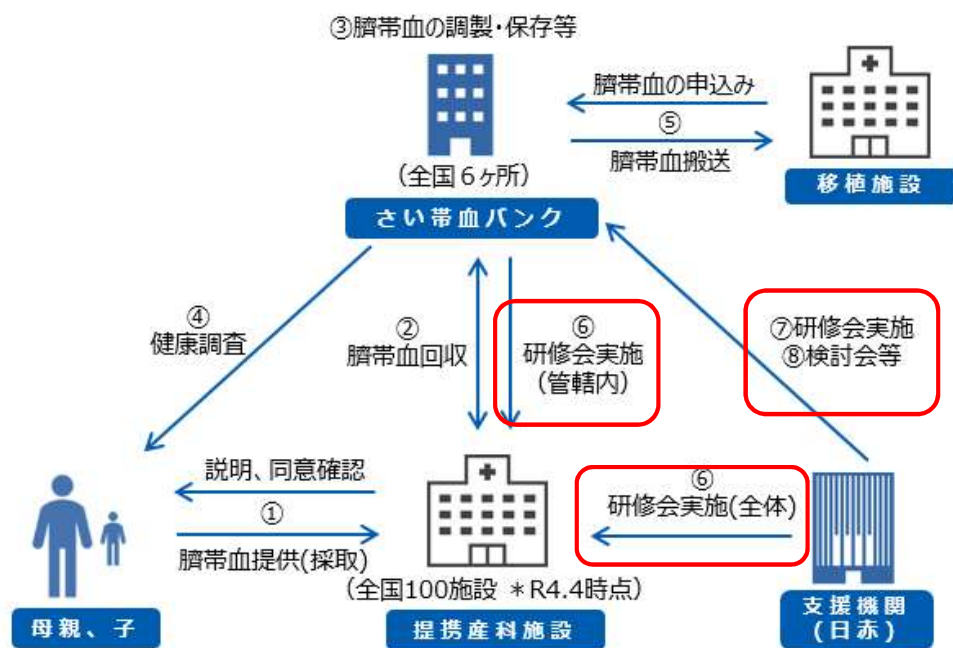 ③臍帯血の調製・保存等
(全国６ヶ所)
さい帯血バンク
臍帯血の申込み
⑤
臍帯血搬送
移植施設
④
健康調査
②
臍帯血回収
⑥
研修会実施
(管轄内)
⑦研修会実施
⑧検討会等
説明、同意確認
①
臍帯血提供(採取)
⑥
研修会実施(全体)
(全国100施設 ＊R4.4時点)
母親、子
提携産科施設
支援機関
(日赤)